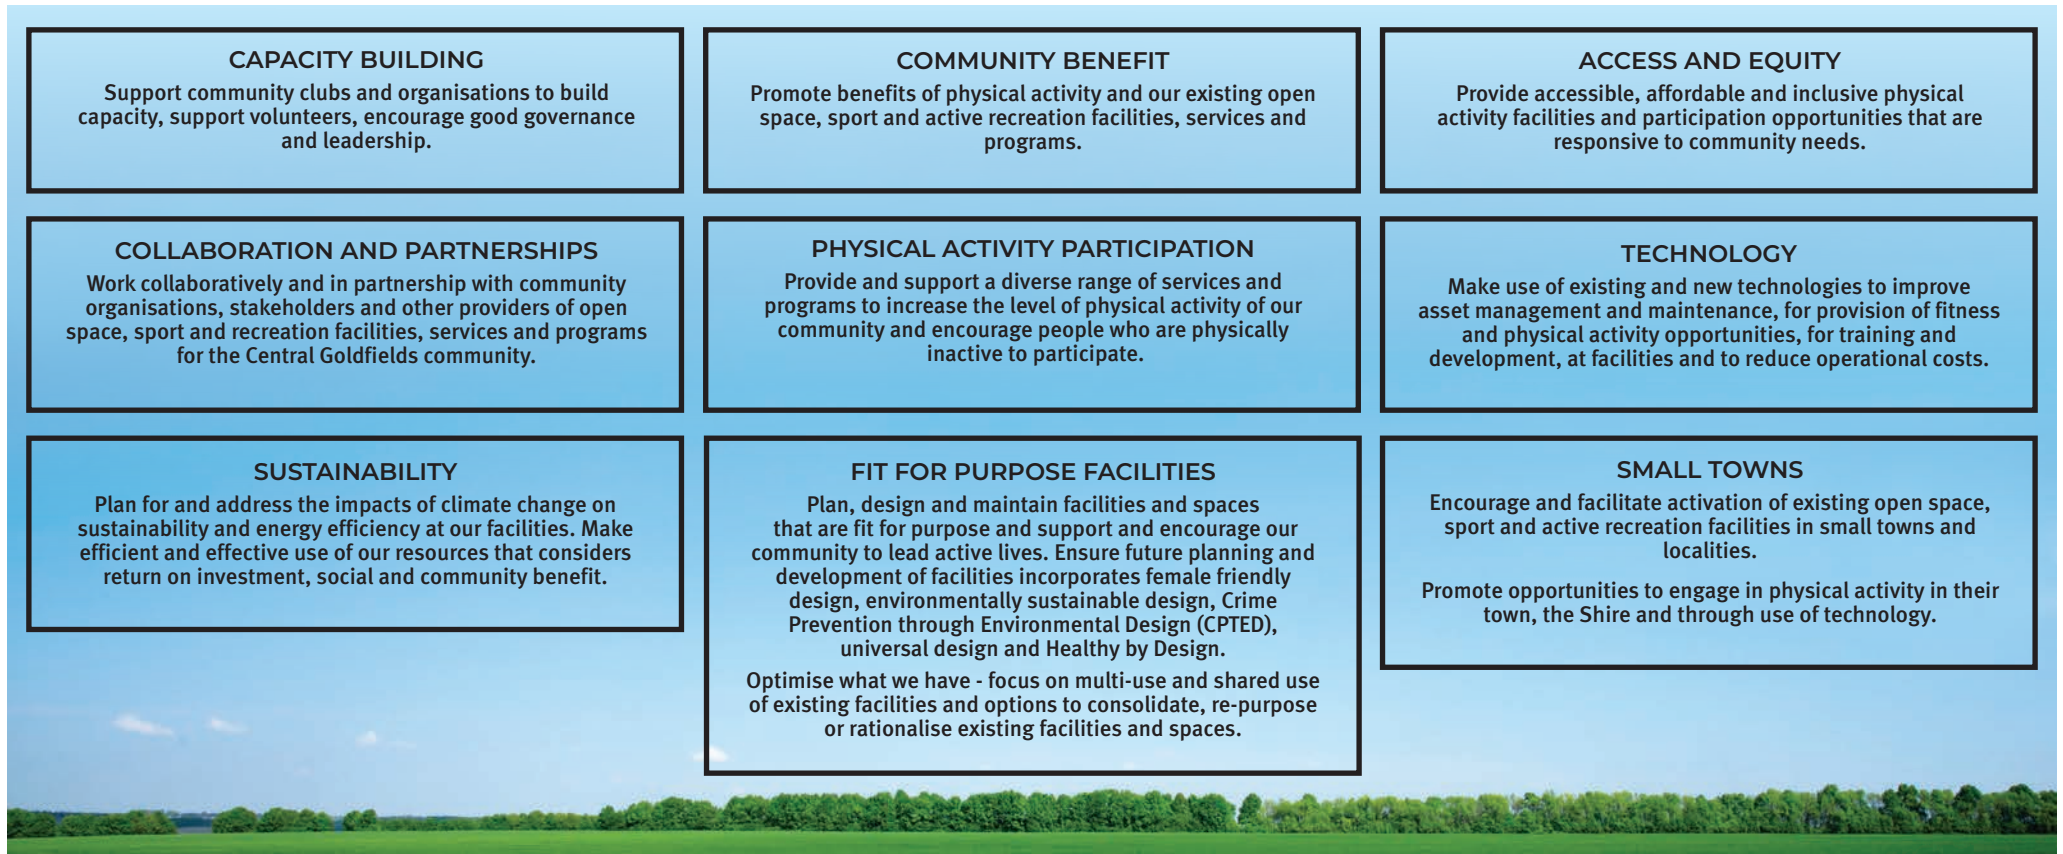 CAPACITY BUILDING
Support community clubs and organisations to build
capacity, support volunteers, encourage good governance
and leadership.
COMMUNITY BENEFIT
Promote benefits of physical activity and our existing open
space, sport and active recreation facilities, services and
programs.
ACCESS AND EQUITY
Provide accessible, affordable and inclusive physical
activity facilities and participation opportunities that are
responsive to community needs.
COLLABORATION AND PARTNERSHIPS
Work collaboratively and in partnership with community
organisations, stakeholders and other providers of open
space, sport and recreation facilities, services and programs
for the Central Goldfields community.
PHYSICAL ACTIVITY PARTICIPATION
Provide and support a diverse range of services and
programs to increase the level of physical activity of our
community and encourage people who are physically
inactive to participate.
TECHNOLOGY
Make use of existing and new technologies to improve
asset management and maintenance, for provision of fitness
and physical activity opportunities, for training and
development, at facilities and to reduce operational costs.
SUSTAINABILITY
Plan for and address the impacts of climate change on
sustainability and energy efficiency at our facilities. Make
efficient and effective use of our resources that considers
return on investment, social and community benefit.
FIT FOR PURPOSE FACILITIES
Plan, design and maintain facilities and spaces
that are fit for purpose and support and encourage our
community to lead active lives. Ensure future planning and
development of facilities incorporates female friendly
design, environmentally sustainable design, Crime
Prevention through Environmental Design (CPTED),
universal design and Healthy by Design.
Optimise what we have - focus on multi-use and shared use
of existing facilities and options to consolidate, re-purpose
or rationalise existing facilities and spaces.
SMALL TOWNS
Encourage and facilitate activation of existing open space,
sport and active recreation facilities in small towns and
localities.
Promote opportunities to engage in physical activity in their
town, the Shire and through use of technology.